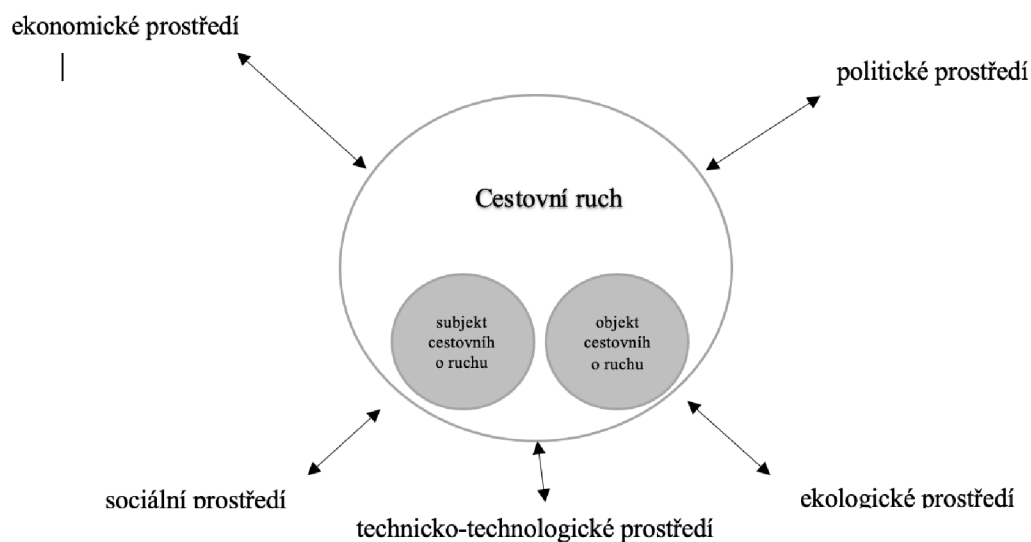 ekonomické prostředí
politické prostředí
Cestovní ruch
subjekt
cestovníh
o ruchu
objekt
cestovníh
o ruchu
sociální prostředí
technicko-technologické prostředí
ekologické prostředí